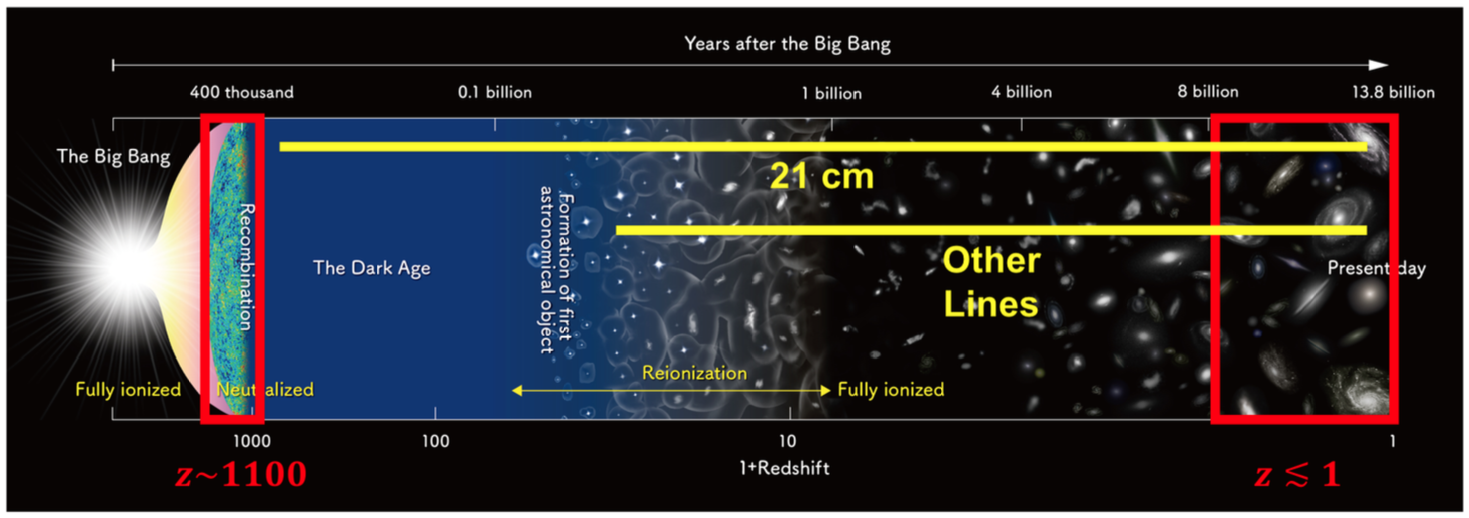 Years after the Big Bang
400 thousand
0.1 billion
1 billion
4 billion
8 billion
13.8 billion
The Big Bang
21 cm
Recombination
Formation of first
astronomical object
The Dark Age
Other
Lines
Present day
Reionization
Fully ionized
Neutralized
Fully ionized
1000
100
10
1
1+Redshift
z~1100
z ≲ 1